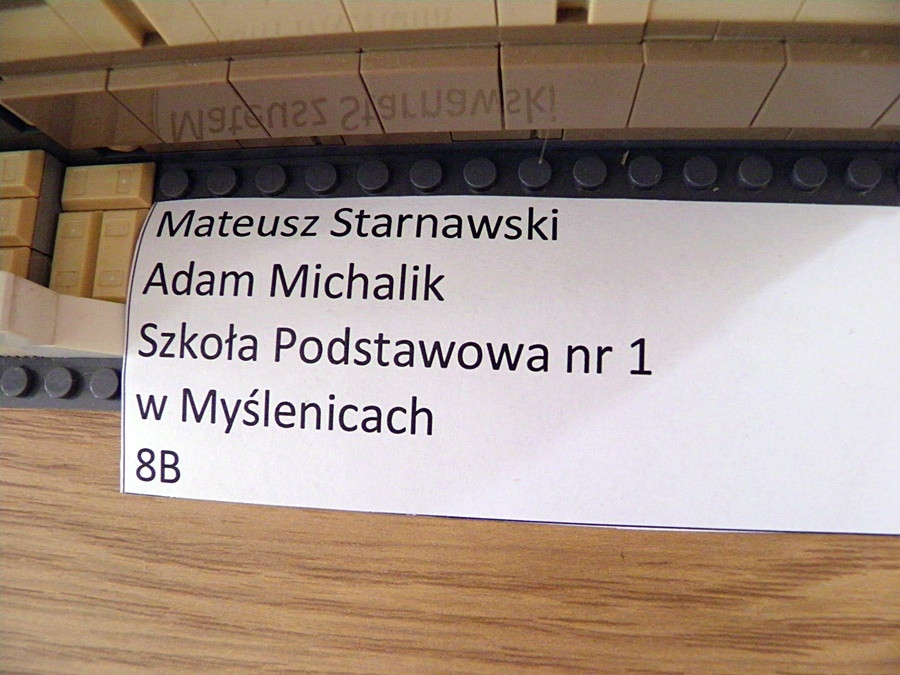 Mateusz Starnawski
Adam Michalik
Szkoła Podstawowa nr 1
w Myślenicach
8B